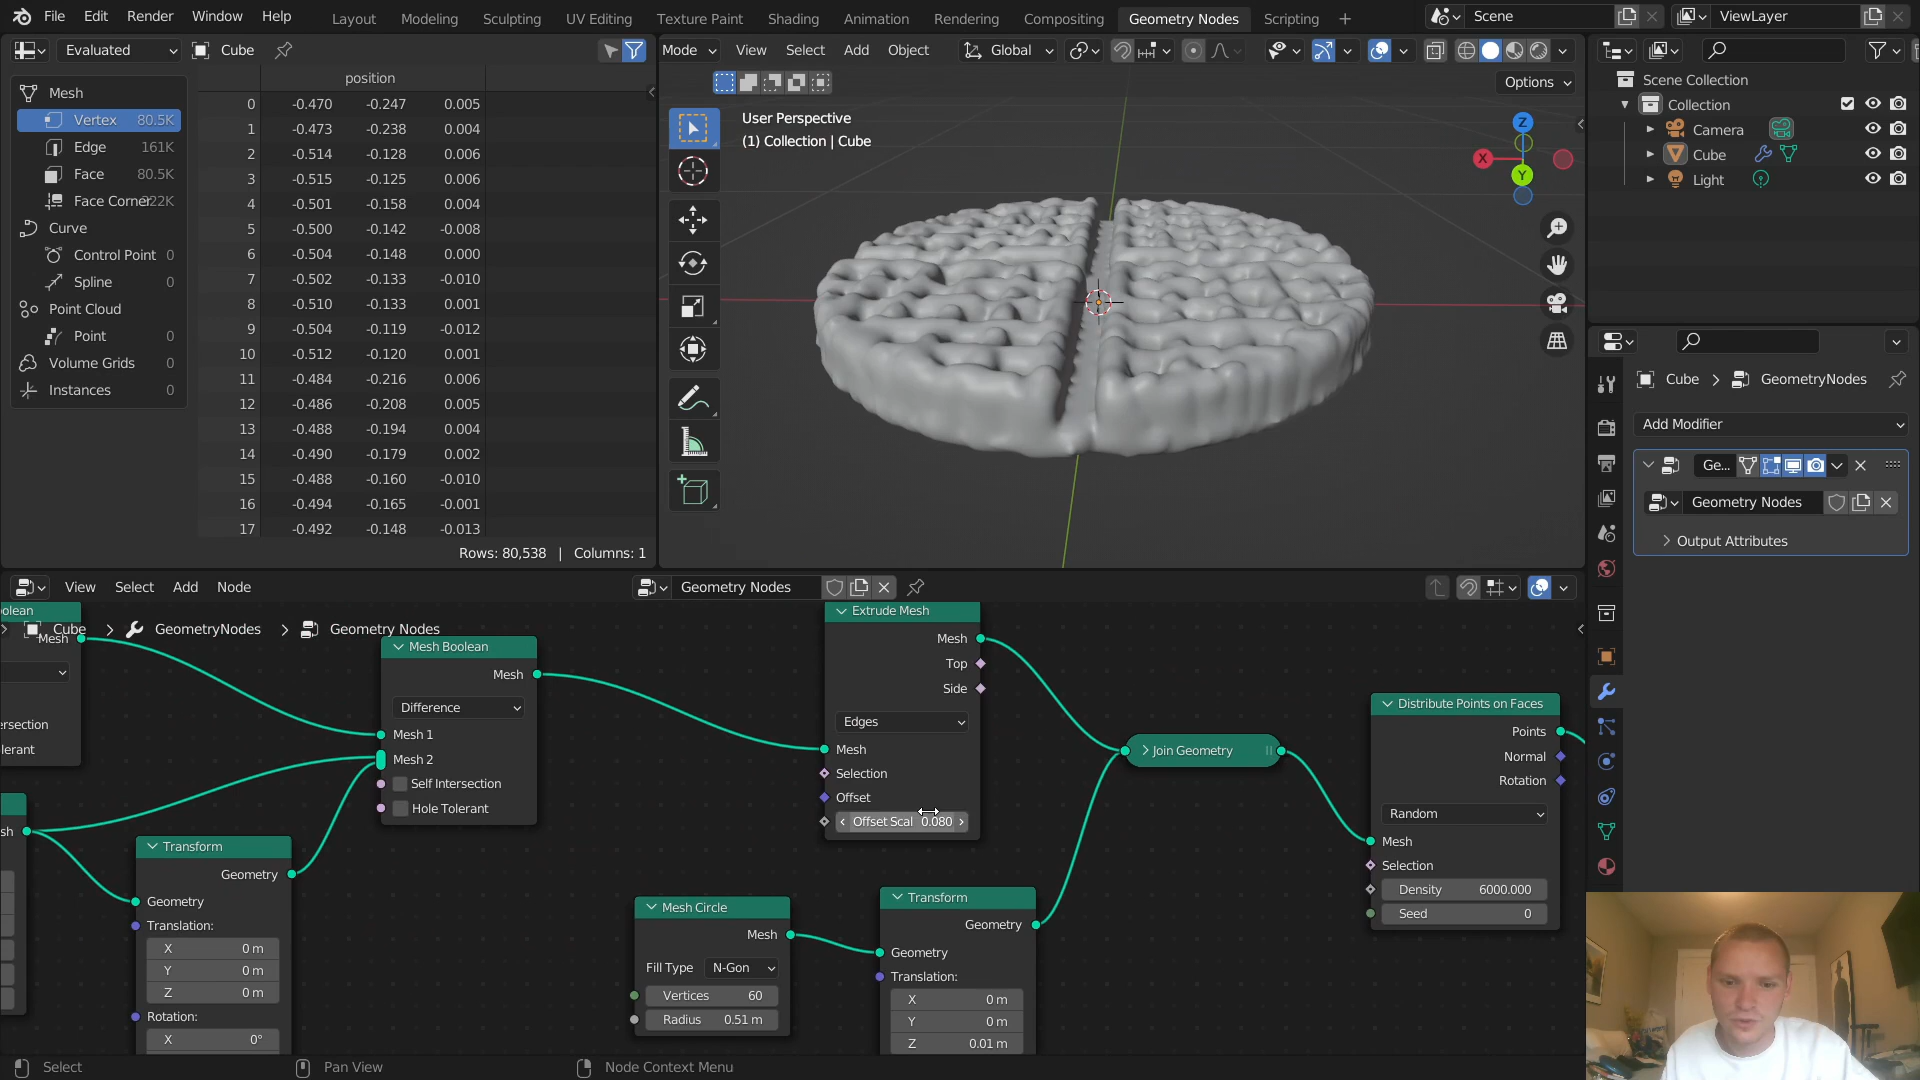 File Edit Render Window Help
Layout Modeling Sculpting UV Editing Texture Paint Shading Animation Rendering Compositing Geometry Nodes Scripting +
Scene
ViewLayer
Evaluated
Cube
Mode View Select Add Object
Global
Options
position
Mesh
Vertex 80.5K
Edge 161K
Face 80.5K
Face Corner
Curve
Control Point 0
Spline 0
Point Cloud
Point 0
Volume Grids 0
Instances 0
0 -0.470 -0.247 0.005
1 -0.473 -0.238 0.004
2 -0.514 -0.128 0.006
3 -0.515 -0.125 0.006
4 -0.501 -0.158 0.004
5 -0.500 -0.142 -0.008
6 -0.504 -0.148 0.000
7 -0.502 -0.133 -0.010
8 -0.510 -0.133 0.001
9 -0.504 -0.119 -0.012
10 -0.512 -0.120 0.001
11 -0.484 -0.216 0.006
12 -0.486 -0.208 0.005
13 -0.488 -0.194 0.004
14 -0.490 -0.179 0.002
15 -0.488 -0.160 -0.010
16 -0.494 -0.165 -0.001
17 -0.492 -0.148 -0.013
Rows: 80,538 | Columns: 1
User Perspective
(1) Collection | Cube
Z
X
Y
Scene Collection
Collection
Camera
Cube
Light
Cube > GeometryNodes
Add Modifier
Ge...
Geometry Nodes
Output Attributes
View Select Add Node
Geometry Nodes
Cube > GeometryNodes > Geometry Nodes
olean
Mesh
ersection
lerant
sh
Mesh Boolean
Mesh
Difference
Mesh 1
Mesh 2
Self Intersection
Hole Tolerant
Transform
Geometry
Geometry
Translation:
X 0 m
Y 0 m
Z 0 m
Rotation:
X 0°
Extrude Mesh
Mesh
Top
Side
Edges
Mesh
Selection
Offset
Offset Scal 0.080
Mesh Circle
Mesh
Fill Type N-Gon
Vertices 60
Radius 0.51 m
Transform
Geometry
Geometry
Translation:
X 0 m
Y 0 m
Z 0.01 m
Join Geometry
Distribute Points on Faces
Points
Normal
Rotation
Random
Mesh
Selection
Density 6000.000
Seed 0
Select
Pan View
Node Context Menu